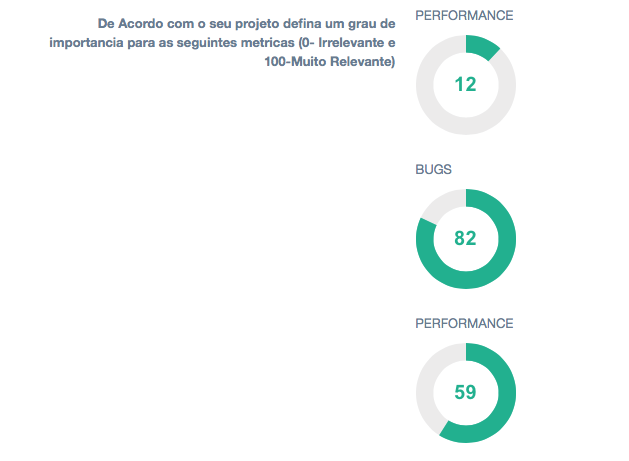 De Acordo com o seu projeto defina um grau de
importancia para as seguintes metricas (0- Irrelevante e
100-Muito Relevante)
PERFORMANCE
12
BUGS
82
PERFORMANCE
59